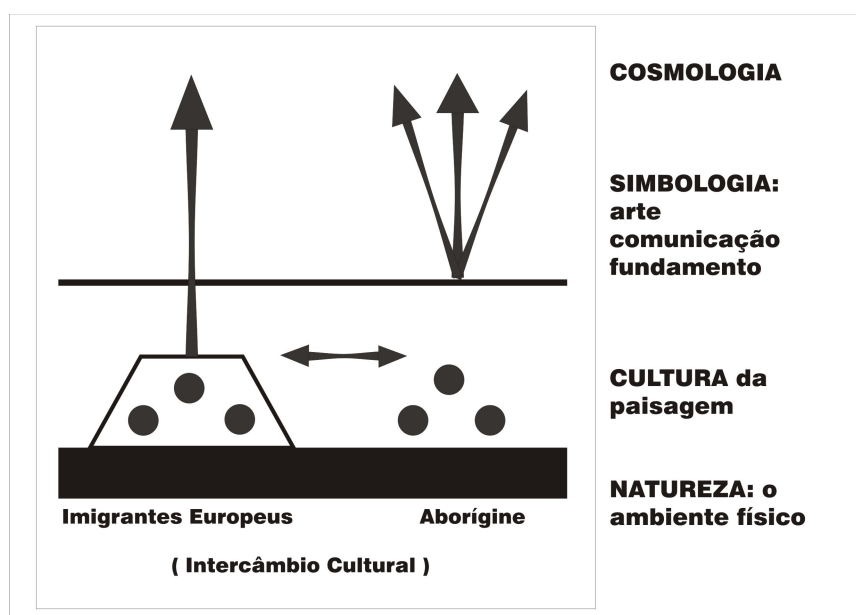 COSMOLOGIA
SIMBOLOGIA:
arte
comunicação
fundamento
CULTURA da
paisagem
NATUREZA: o
ambiente físico
Imigrantes Europeus
Aborígine
( Intercâmbio Cultural )